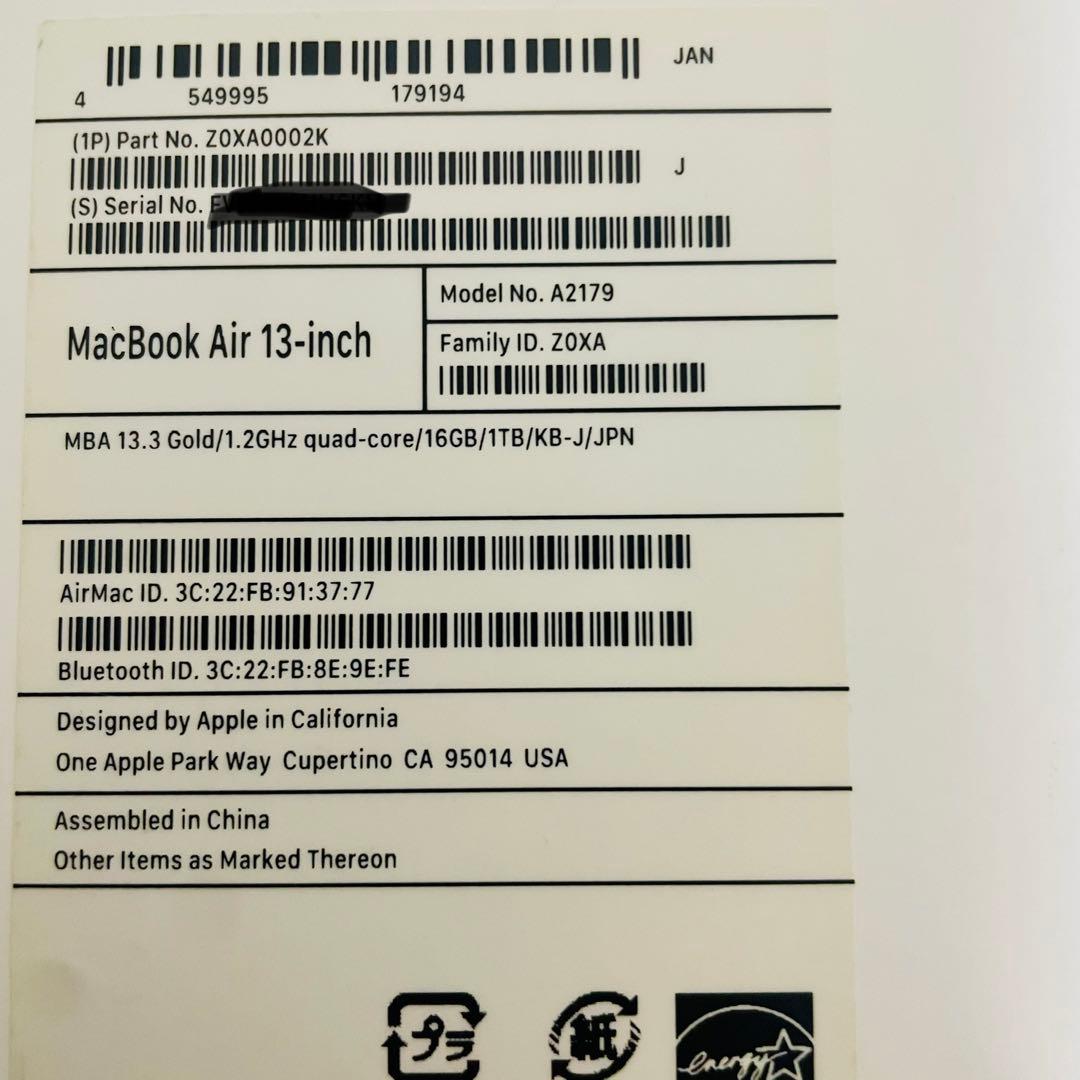 JAN
4 549995 179194
(1P) Part No. Z0XA0002K
J
(S) Serial No.
MacBook Air 13-inch
Model No. A2179
Family ID. Z0XA
MBA 13.3 Gold/1.2GHz quad-core/16GB/1TB/KB-J/JPN
AirMac ID. 3C:22:FB:91:37:77
Bluetooth ID. 3C:22:FB:8E:9E:FE
Designed by Apple in California
One Apple Park Way Cupertino CA 95014 USA
Assembled in China
Other Items as Marked Thereon
プラ 紙 energy